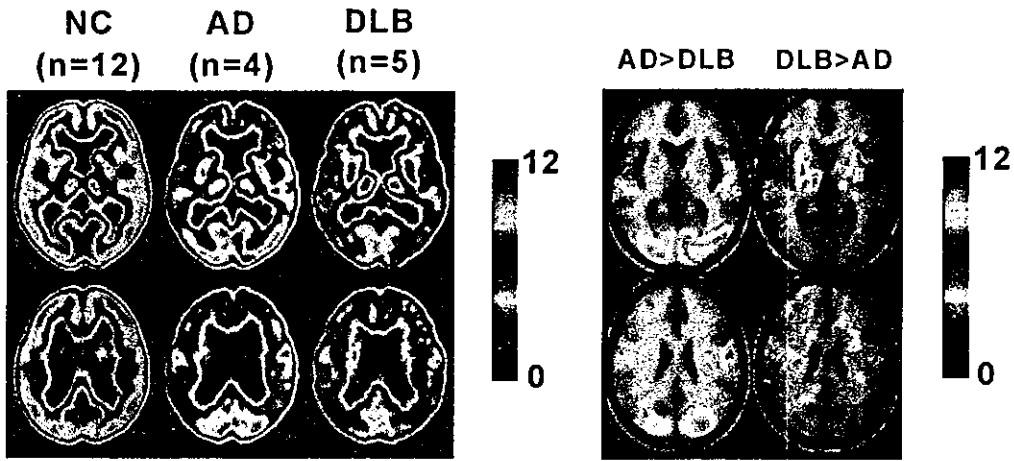 NC AD DLB
(n=12) (n=4) (n=5)
AD>DLB DLB>AD
12
0
12
0